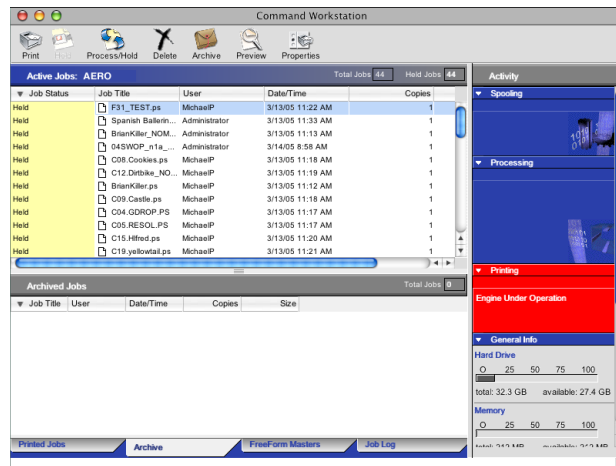 Command Workstation
Print Process/Hold Delete Archive Preview Properties
Active Jobs: AERO Total Jobs 44 Held Jobs 44
Job Status Job Title User Date/Time Copies
Held F31_TEST.ps MichaelP 3/13/05 11:22 AM 1
Held Spanish Ballerin... Administrator 3/13/05 11:33 AM 1
Held BrianKiller_NOM... Administrator 3/13/05 11:13 AM 1
Held 04SWOP_n1a_... Administrator 3/14/05 8:58 AM 1
Held C08.Cookies.ps MichaelP 3/13/05 11:18 AM 1
Held C12.Dirtbike_NO... MichaelP 3/13/05 11:19 AM 1
Held BrianKiller.ps MichaelP 3/13/05 11:12 AM 1
Held C09.Castle.ps MichaelP 3/13/05 11:18 AM 1
Held C04.GDROP.PS MichaelP 3/13/05 11:17 AM 1
Held C05.RESOL.PS MichaelP 3/13/05 11:17 AM 1
Held C15.Hlfred.ps MichaelP 3/13/05 11:20 AM 1
Held C19.yellowtail.ps MichaelP 3/13/05 11:21 AM 1
Archived Jobs Total Jobs 0
Job Title User Date/Time Copies Size
Printed Jobs Archive FreeForm Masters Job Log
Activity
Spooling
Processing
Printing
Engine Under Operation
General Info
Hard Drive
O 25 50 75 100
total: 32.3 GB available: 27.4 GB
Memory
O 25 50 75 100